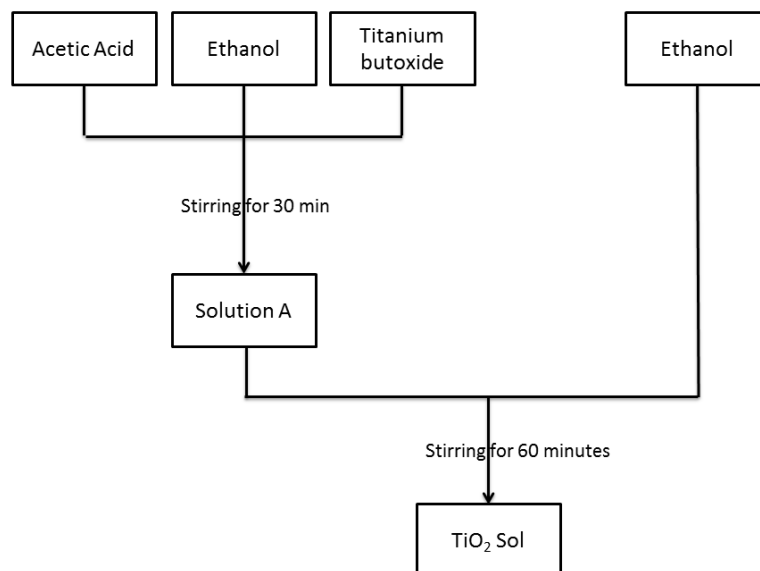 Acetic Acid
Ethanol
Titanium
butoxide
Ethanol
Stirring for 30 min
Solution A
Stirring for 60 minutes
TiO₂ Sol